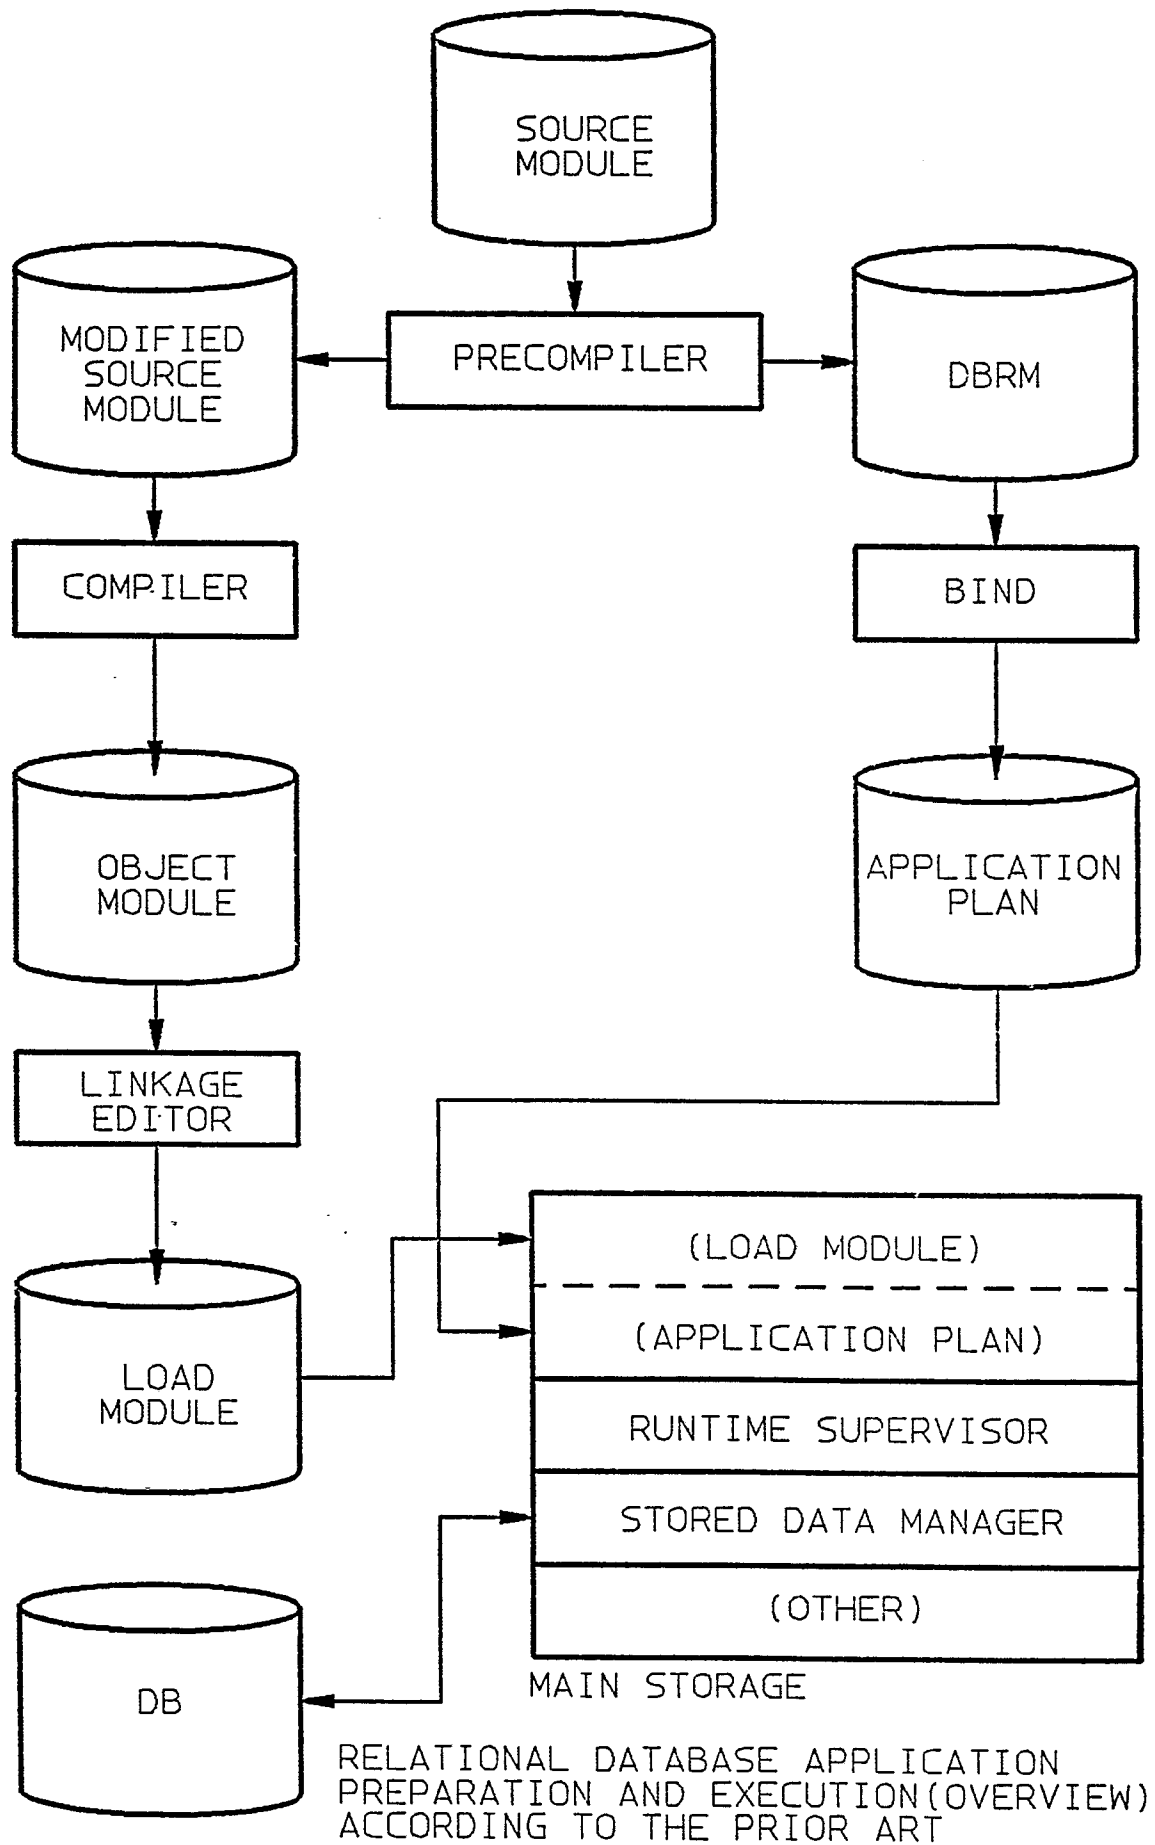 SOURCE
MODULE
MODIFIED
SOURCE
MODULE
PRECOMPILER
DBRM
COMPILER
BIND
OBJECT
MODULE
APPLICATION
PLAN
LINKAGE
EDITOR
(LOAD MODULE)
(APPLICATION PLAN)
LOAD
MODULE
RUNTIME SUPERVISOR
STORED DATA MANAGER
(OTHER)
MAIN STORAGE
DB
RELATIONAL DATABASE APPLICATION
PREPARATION AND EXECUTION(OVERVIEW)
ACCORDING TO THE PRIOR ART